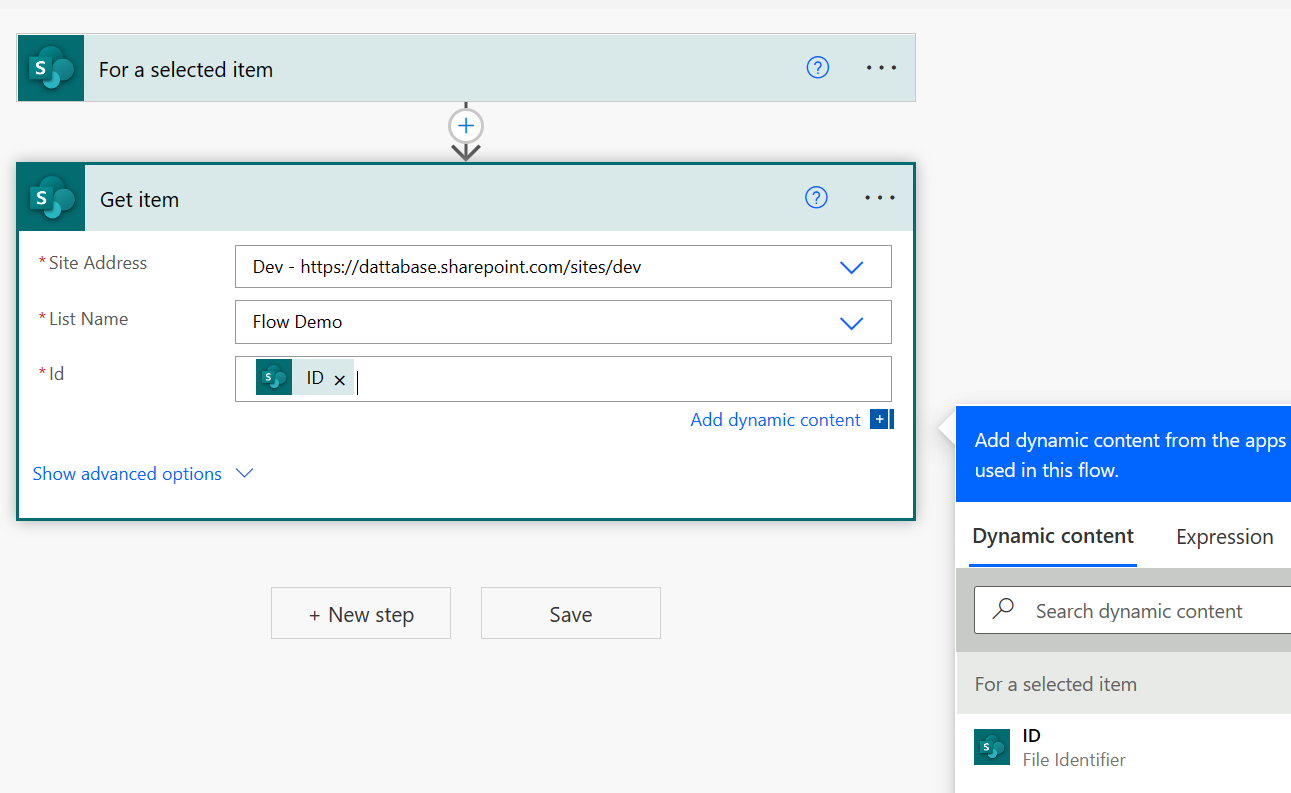 For a selected item
Get item
* Site Address
Dev - https://dattabase.sharepoint.com/sites/dev
* List Name
Flow Demo
* Id
ID ×
Add dynamic content
Show advanced options
+ New step
Save
Add dynamic content from the apps
used in this flow.
Dynamic content
Expression
Search dynamic content
For a selected item
ID
File Identifier